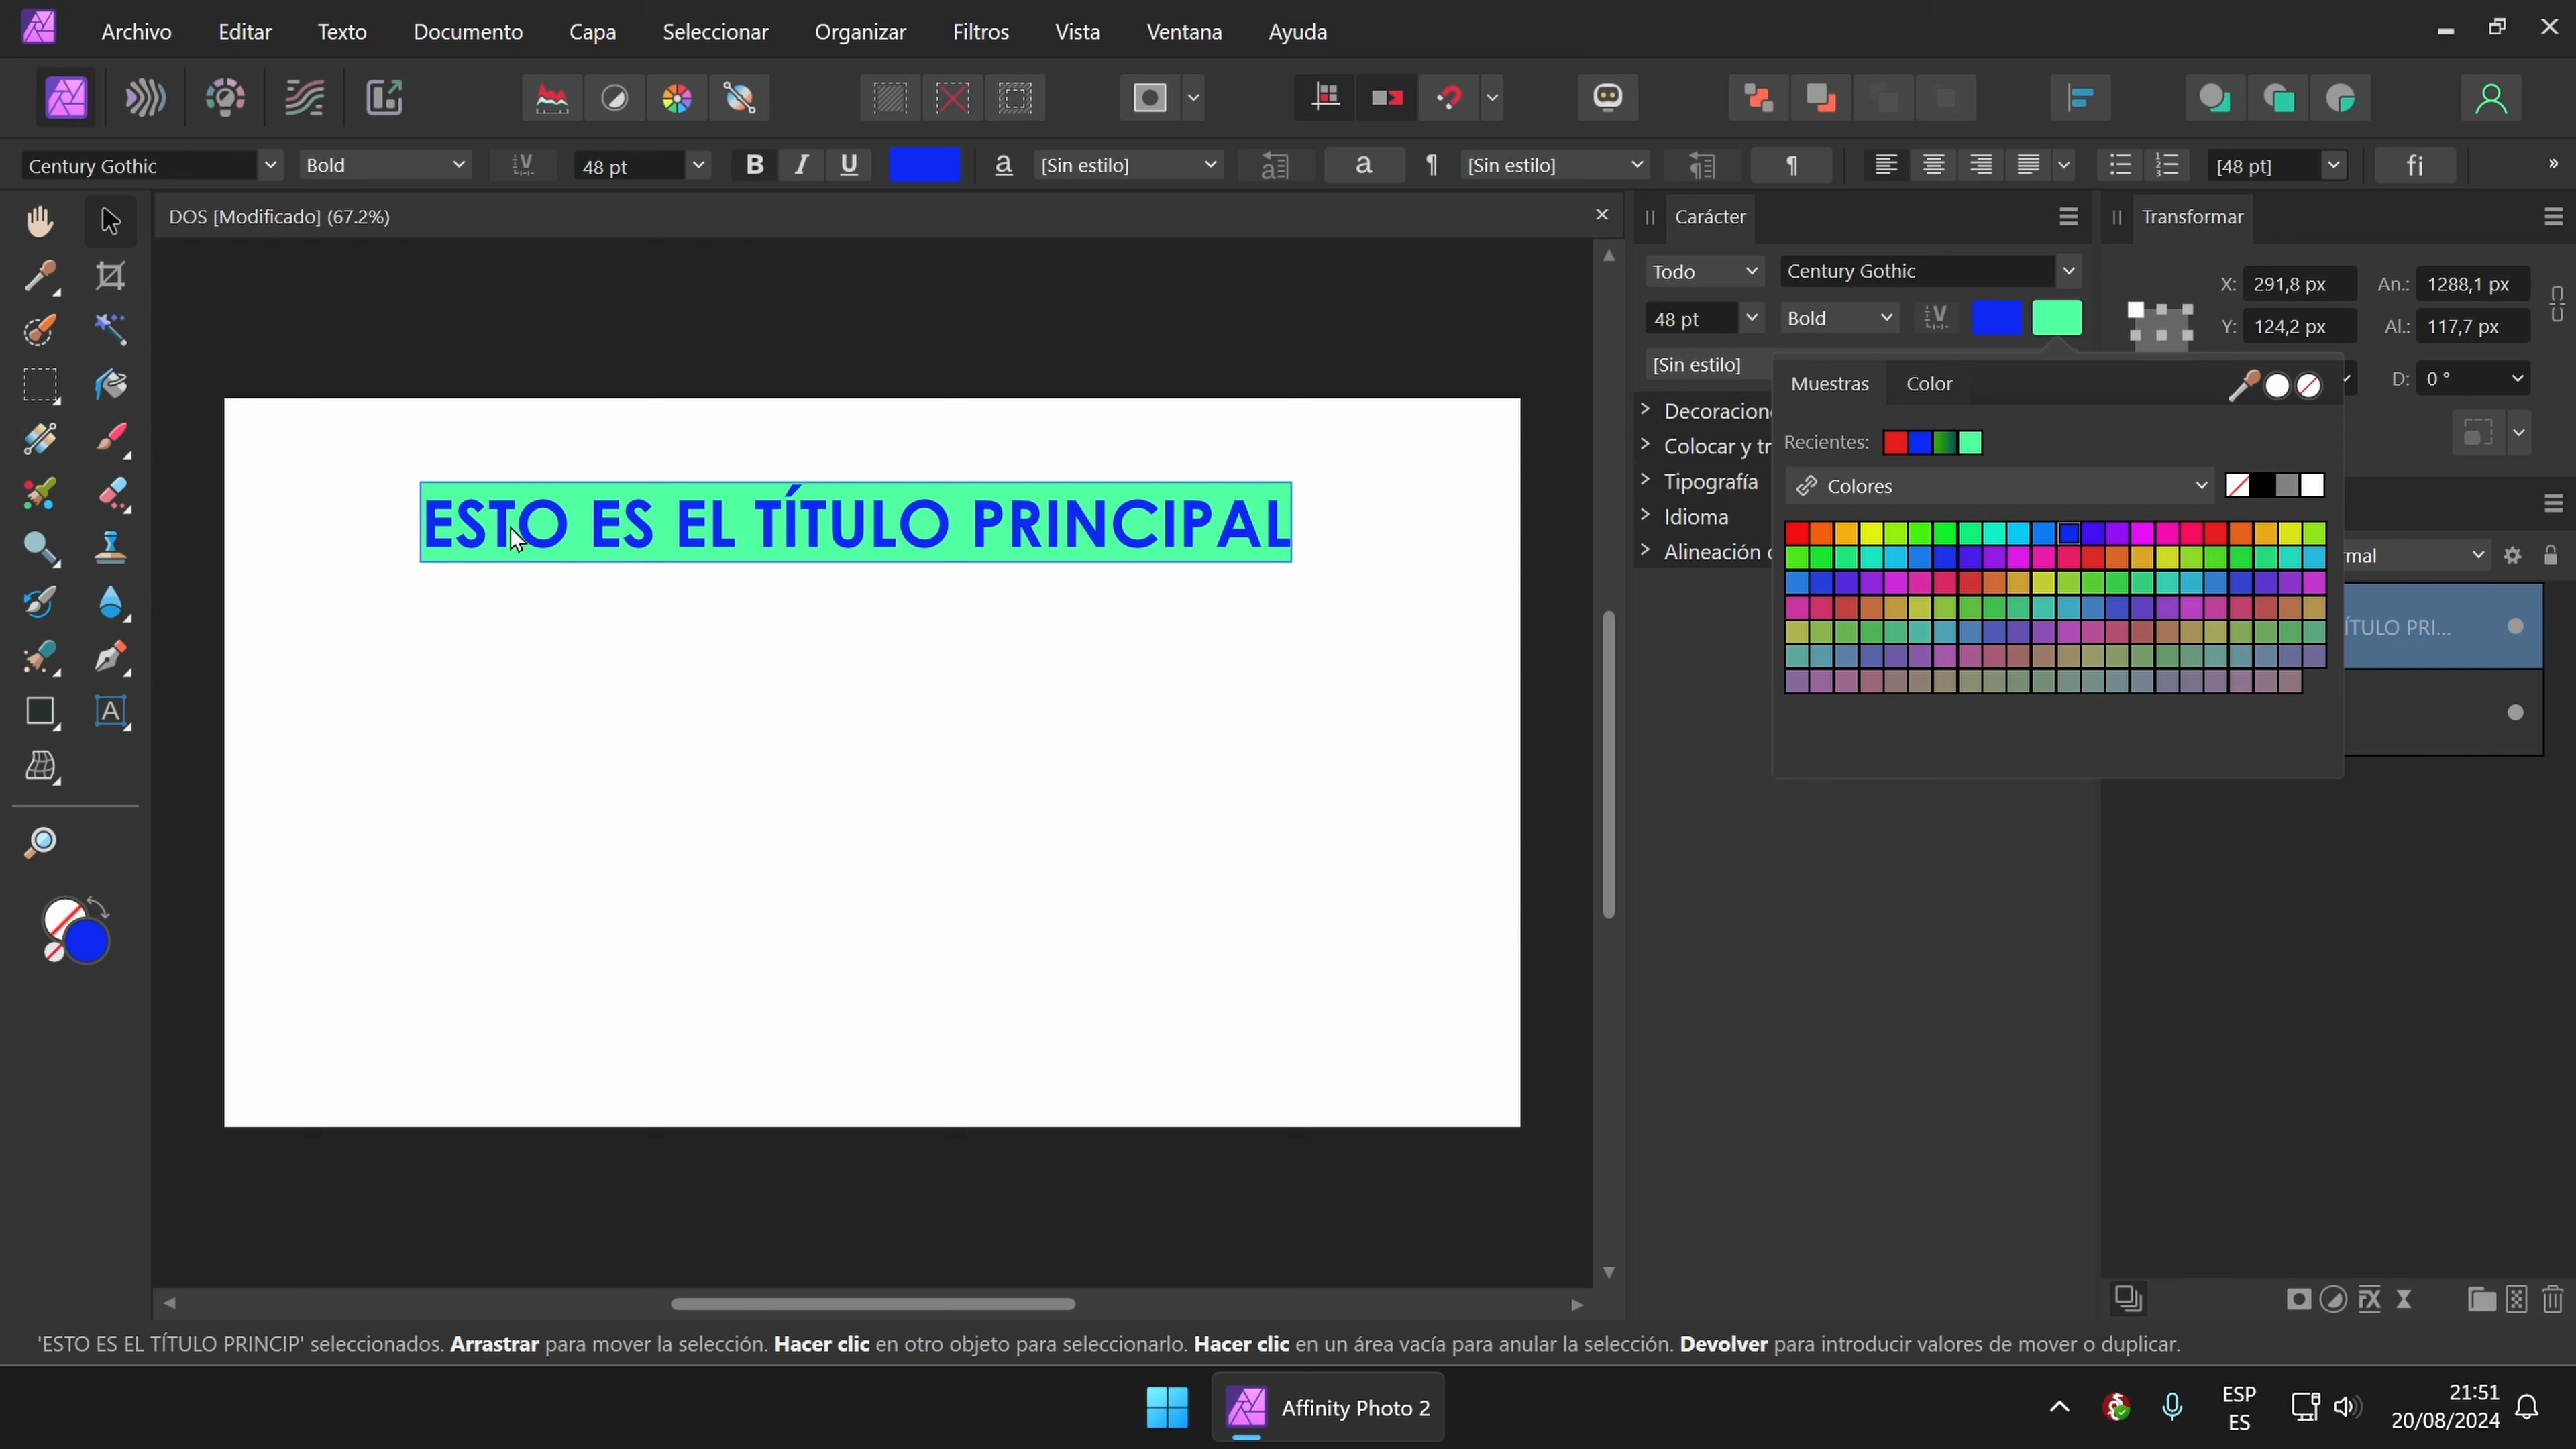 Archivo Editar Texto Documento Capa Seleccionar Organizar Filtros Vista Ventana Ayuda
Century Gothic Bold 48 pt B I U a [Sin estilo] a ¶ [Sin estilo] ¶ [48 pt] fi »
DOS [Modificado] (67.2%)
Carácter
Transformar
Todo Century Gothic
X: 291,8 px An.: 1288,1 px
48 pt Bold
Y: 124,2 px Al.: 117,7 px
[Sin estilo]
Muestras Color
D: 0 °
Decoracion
Recientes:
Colocar y tr
Tipografía
Colores
Idioma
Alineación
mal
ESTO ES EL TÍTULO PRINCIPAL
ÍTULO PRI...
'ESTO ES EL TÍTULO PRINCIP' seleccionados. Arrastrar para mover la selección. Hacer clic en otro objeto para seleccionarlo. Hacer clic en un área vacía para anular la selección. Devolver para introducir valores de mover o duplicar.
Affinity Photo 2
ESP
ES
21:51
20/08/2024